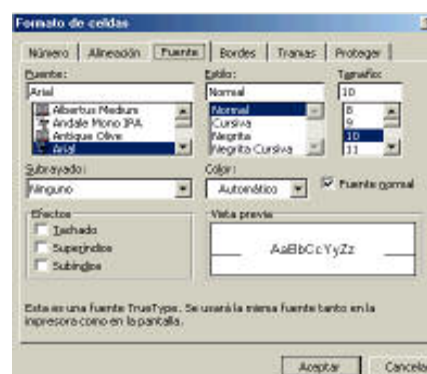 Formato de celdas
Número Alineación Fuente Bordes Tramas Proteger
Fuente: Estilo: Tamaño:
Arial Normal 10
Albertus Medium Normal 8
Andale Mono IPA Cursiva 9
Antique Olive Negrita 10
Arial Negrita Cursiva 11
Subrayado: Color:
Ninguno Automático Fuente normal
Efectos Vista previa
Tachado
Superíndice AaBbCcYyZz
Subíndice
Esta es una fuente TrueType. Se usará la misma fuente tanto en la
impresora como en la pantalla.
Aceptar Cancela